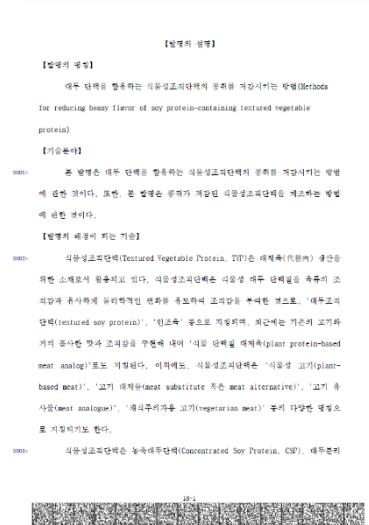 【발명의 설명】
【발명의 명칭】
대두 단백을 함유하는 식물성조직단백의 콩취를 저감시키는 방법{Methods
for reducing beany flavor of soy protein-containing textured vegetable
protein}
【기술분야】
<0001> 본 발명은 대두 단백을 함유하는 식물성조직단백의 콩취를 저감시키는 방법
에 관한 것이다. 또한, 본 발명은 콩취가 저감된 식물성조직단백을 제조하는 방법
에 관한 것이다.
【발명의 배경이 되는 기술】
<0002> 식물성조직단백(Textured Vegetable Protein, TVP)은 대체육(代替肉) 생산을
위한 소재로서 활용되고 있다. 식물성조직단백은 식물성 대두 단백질을 육류의 조
직감과 유사하게 물리학적인 변화를 유도하여 조직감을 부여한 것으로, '대두조직
단백(textured soy protein)', '인조육' 등으로 지칭되며, 최근에는 기존의 고기와
거의 흡사한 맛과 조직감을 구현해 내어 '식물 단백질 대체육(plant protein-based
meat analog)'로도 지칭된다. 이외에도, 식물성조직단백은 '식물성 고기(plant-
based meat)', '고기 대체물(meat substitute 혹은 meat alternative)', '고기 유
사물(meat analogue)', '채식주의자용 고기(vegetarian meat)' 등의 다양한 명칭으
로 지칭되기도 한다.
<0003> 식물성조직단백은 농축대두단백(Concentrated Soy Protein, CSP), 대두분리
18-1